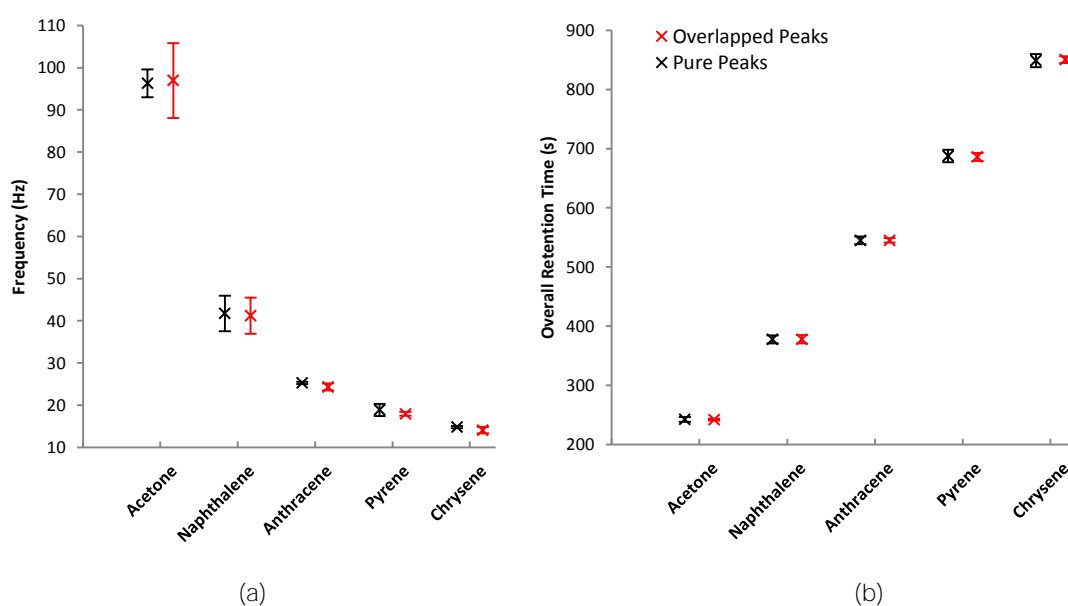 110
100
90
80
70
60
50
40
30
20
10
Frequency (Hz)
Acetone
Naphthalene
Anthracene
Pyrene
Chrysene
(a)
Overlapped Peaks
Pure Peaks
900
800
700
600
500
400
300
200
Overall Retention Time (s)
Acetone
Naphthalene
Anthracene
Pyrene
Chrysene
(b)